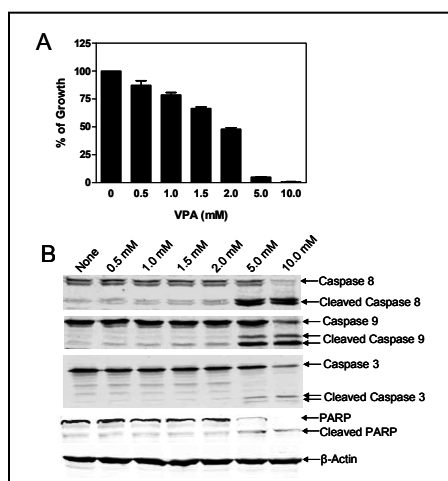 A
% of Growth
100
75
50
25
0
0 0.5 1.0 1.5 2.0 5.0 10.0
VPA (mM)
B
None 0.5 mM 1.0 mM 1.5 mM 2.0 mM 5.0 mM 10.0 mM
Caspase 8
Cleaved Caspase 8
Caspase 9
Cleaved Caspase 9
Caspase 3
Cleaved Caspase 3
PARP
Cleaved PARP
β-Actin